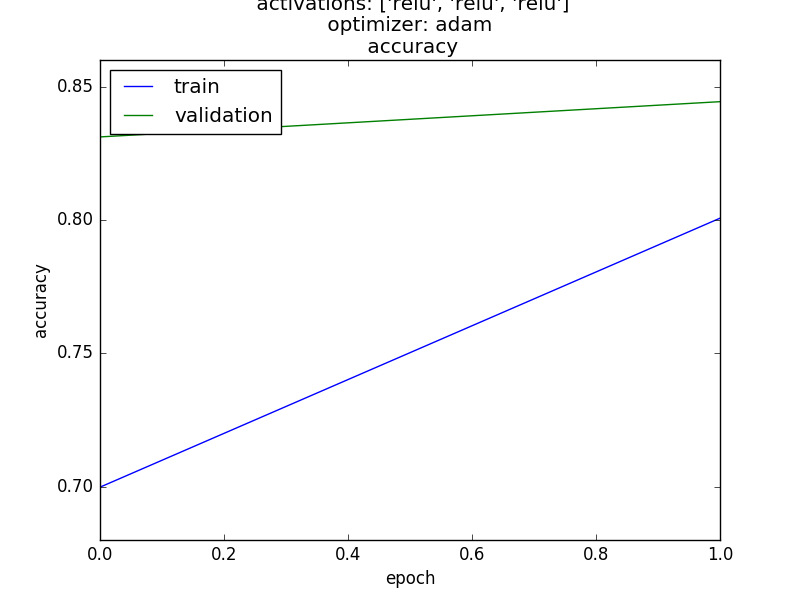 activations: ['relu', 'relu', 'relu']
optimizer: adam
accuracy
train
validation
0.85
0.80
0.75
0.70
accuracy
0.0 0.2 0.4 0.6 0.8 1.0
epoch